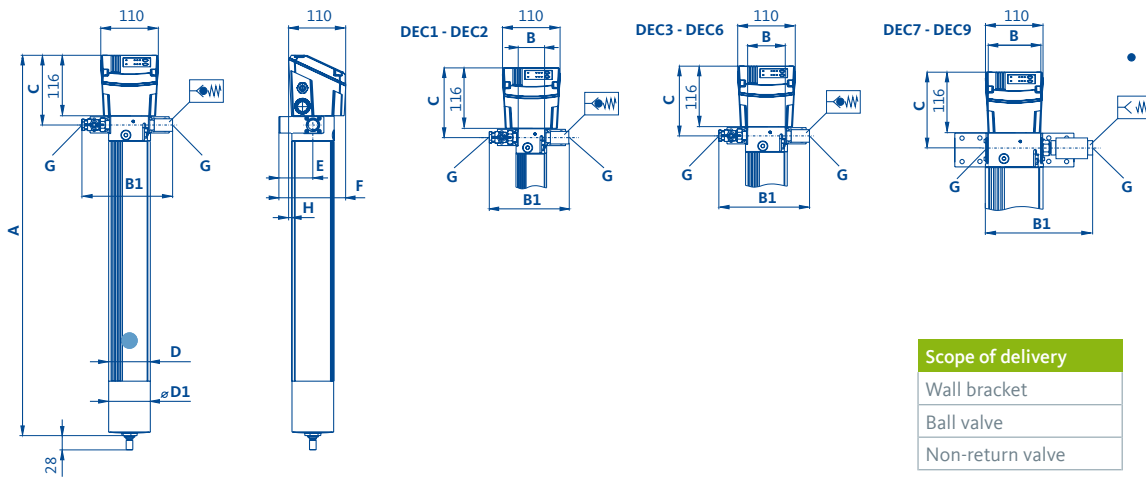 110
C
116
G
G
B1
A
D
⌀D1
28
110
E
F
H
DEC1 - DEC2
110
B
C
116
G
G
B1
DEC3 - DEC6
110
B
C
116
G
G
B1
DEC7 - DEC9
110
B
C
116
G
G
B1
Scope of delivery
Wall bracket
Ball valve
Non-return valve